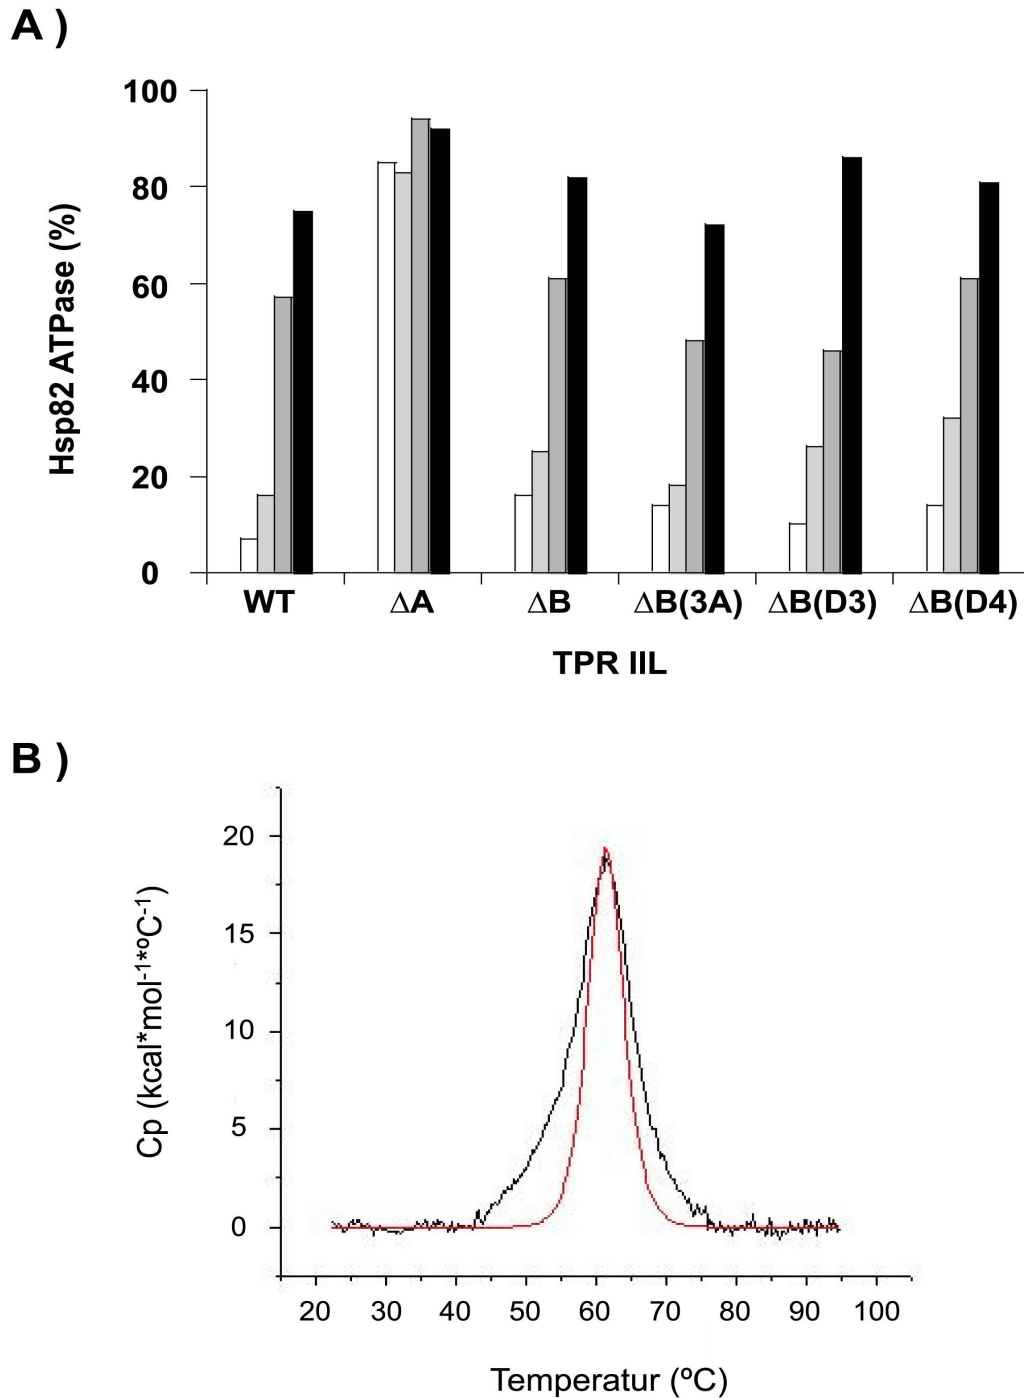 A )
Hsp82 ATPase (%)
100
80
60
40
20
0
WT ΔA ΔB ΔB(3A) ΔB(D3) ΔB(D4)
TPR IIL
B )
Cp (kcal*mol⁻¹*ºC⁻¹)
20
15
10
5
0
20 30 40 50 60 70 80 90 100
Temperatur (ºC)